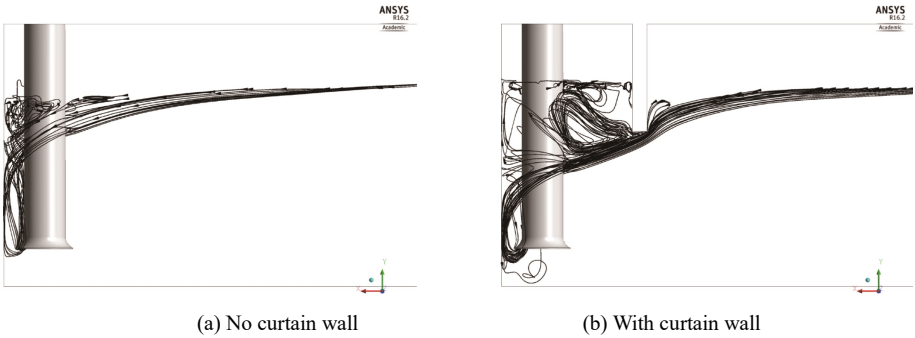 ANSYS
R16.2
Academic
Y
X
ANSYS
R16.2
Academic
Y
X
(a) No curtain wall
(b) With curtain wall